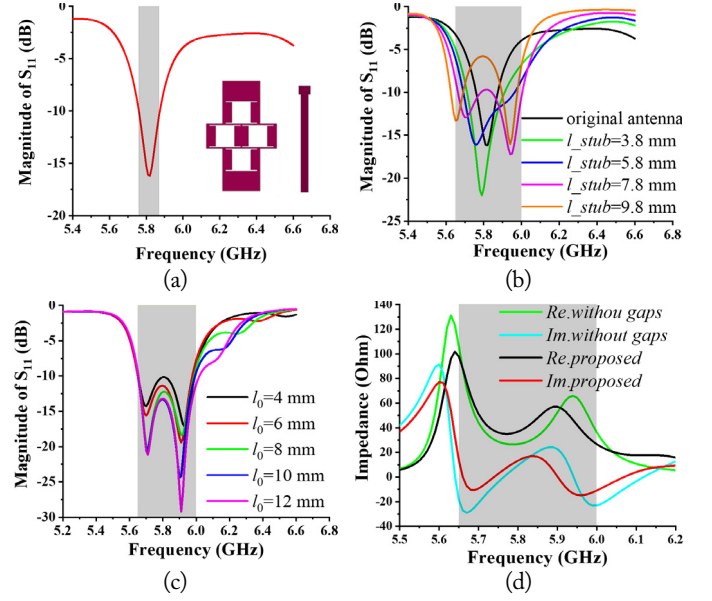 (a)
Magnitude of S11 (dB)
0
-5
-10
-15
-20
5.4 5.6 5.8 6.0 6.2 6.4 6.6 6.8
Frequency (GHz)
(b)
Magnitude of S11 (dB)
0
-5
-10
-15
-20
-25
original antenna
l_stub=3.8 mm
l_stub=5.8 mm
l_stub=7.8 mm
l_stub=9.8 mm
5.4 5.6 5.8 6.0 6.2 6.4 6.6 6.8
Frequency (GHz)
(c)
Magnitude of S11 (dB)
0
-5
-10
-15
-20
-25
-30
l0=4 mm
l0=6 mm
l0=8 mm
l0=10 mm
l0=12 mm
5.2 5.4 5.6 5.8 6.0 6.2 6.4 6.6 6.8
Frequency (GHz)
(d)
Impedance (Ohm)
140
120
100
80
60
40
20
0
-20
-40
Re.withou gaps
Im.without gaps
Re.proposed
Im.proposed
5.5 5.6 5.7 5.8 5.9 6.0 6.1 6.2
Frequency (GHz)